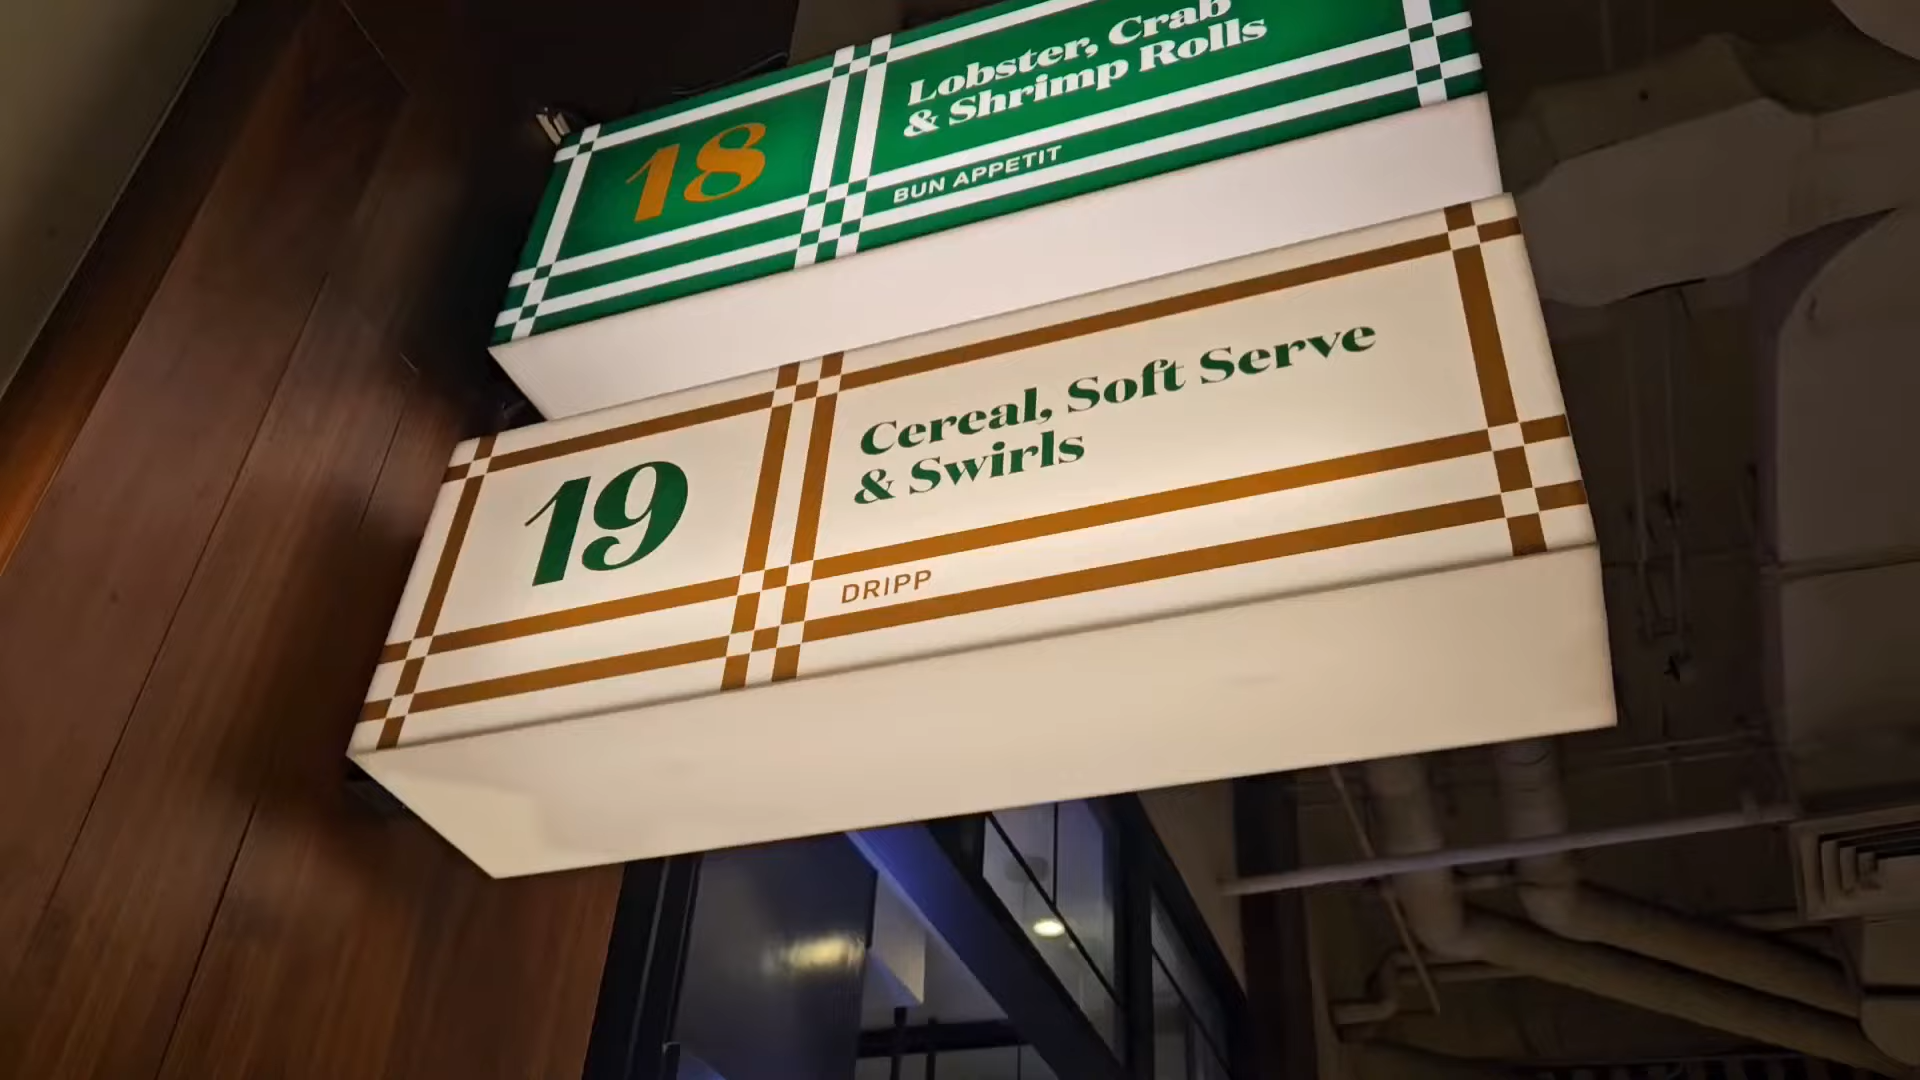 18
Lobster, Crab
& Shrimp Rolls
BUN APPETIT
19
Cereal, Soft Serve
& Swirls
DRIPP